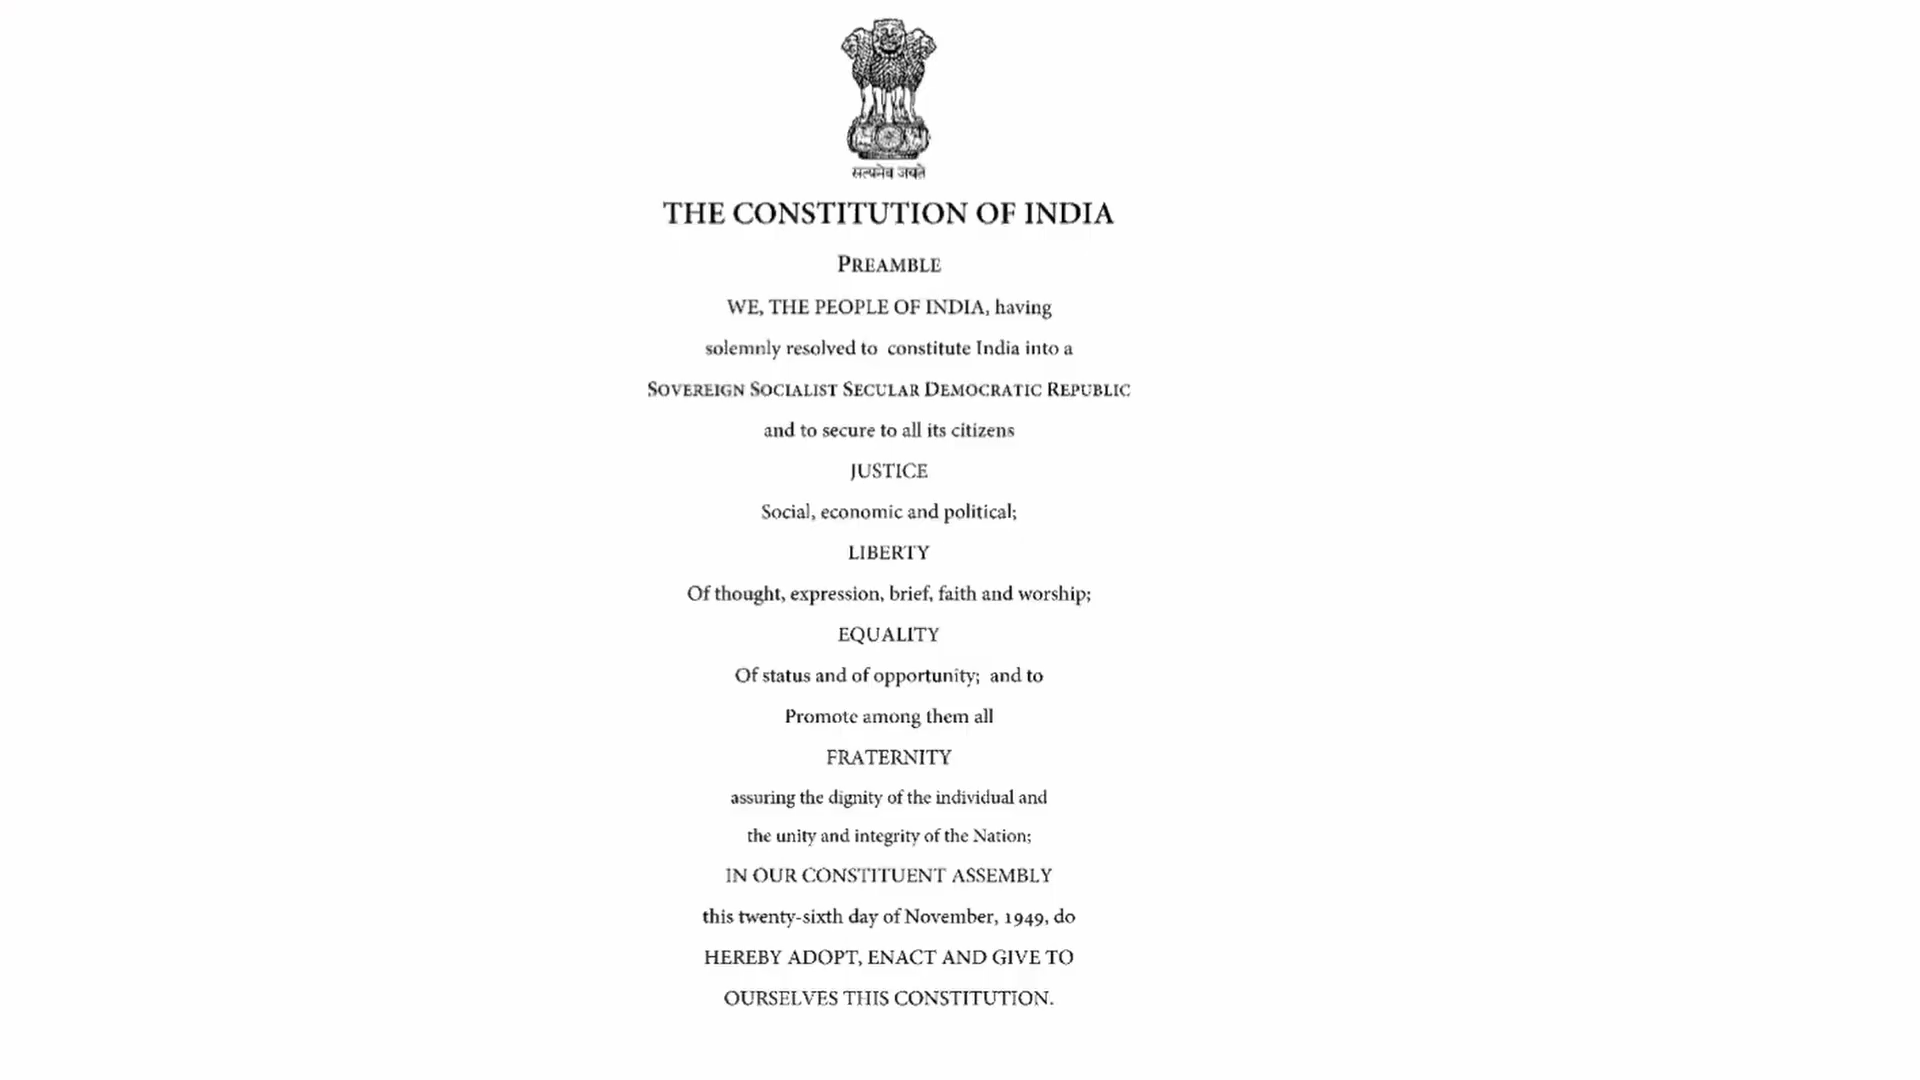 सत्यमेव जयते
THE CONSTITUTION OF INDIA
PREAMBLE
WE, THE PEOPLE OF INDIA, having
solemnly resolved to constitute India into a
SOVEREIGN SOCIALIST SECULAR DEMOCRATIC REPUBLIC
and to secure to all its citizens
JUSTICE
Social, economic and political;
LIBERTY
Of thought, expression, brief, faith and worship;
EQUALITY
Of status and of opportunity; and to
Promote among them all
FRATERNITY
assuring the dignity of the individual and
the unity and integrity of the Nation;
IN OUR CONSTITUENT ASSEMBLY
this twenty-sixth day of November, 1949, do
HEREBY ADOPT, ENACT AND GIVE TO
OURSELVES THIS CONSTITUTION.